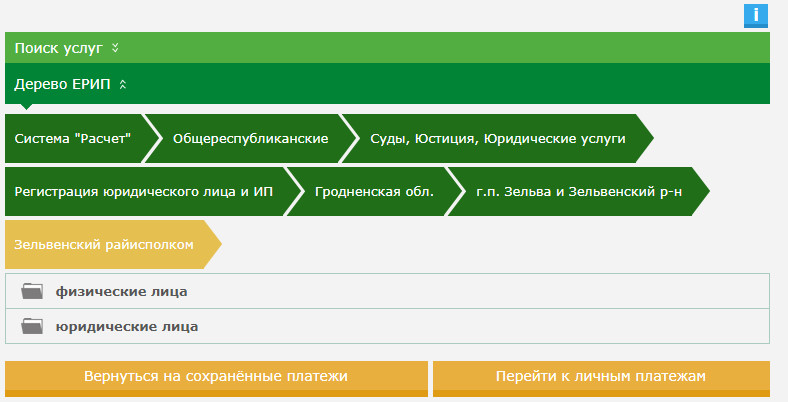 i
Поиск услуг
Дерево ЕРИП
Система "Расчет" Общереспубликанские Суды, Юстиция, Юридические услуги
Регистрация юридического лица и ИП Гродненская обл. г.п. Зельва и Зельвенский р-н
Зельвенский райисполком
физические лица
юридические лица
Вернуться на сохранённые платежи Перейти к личным платежам